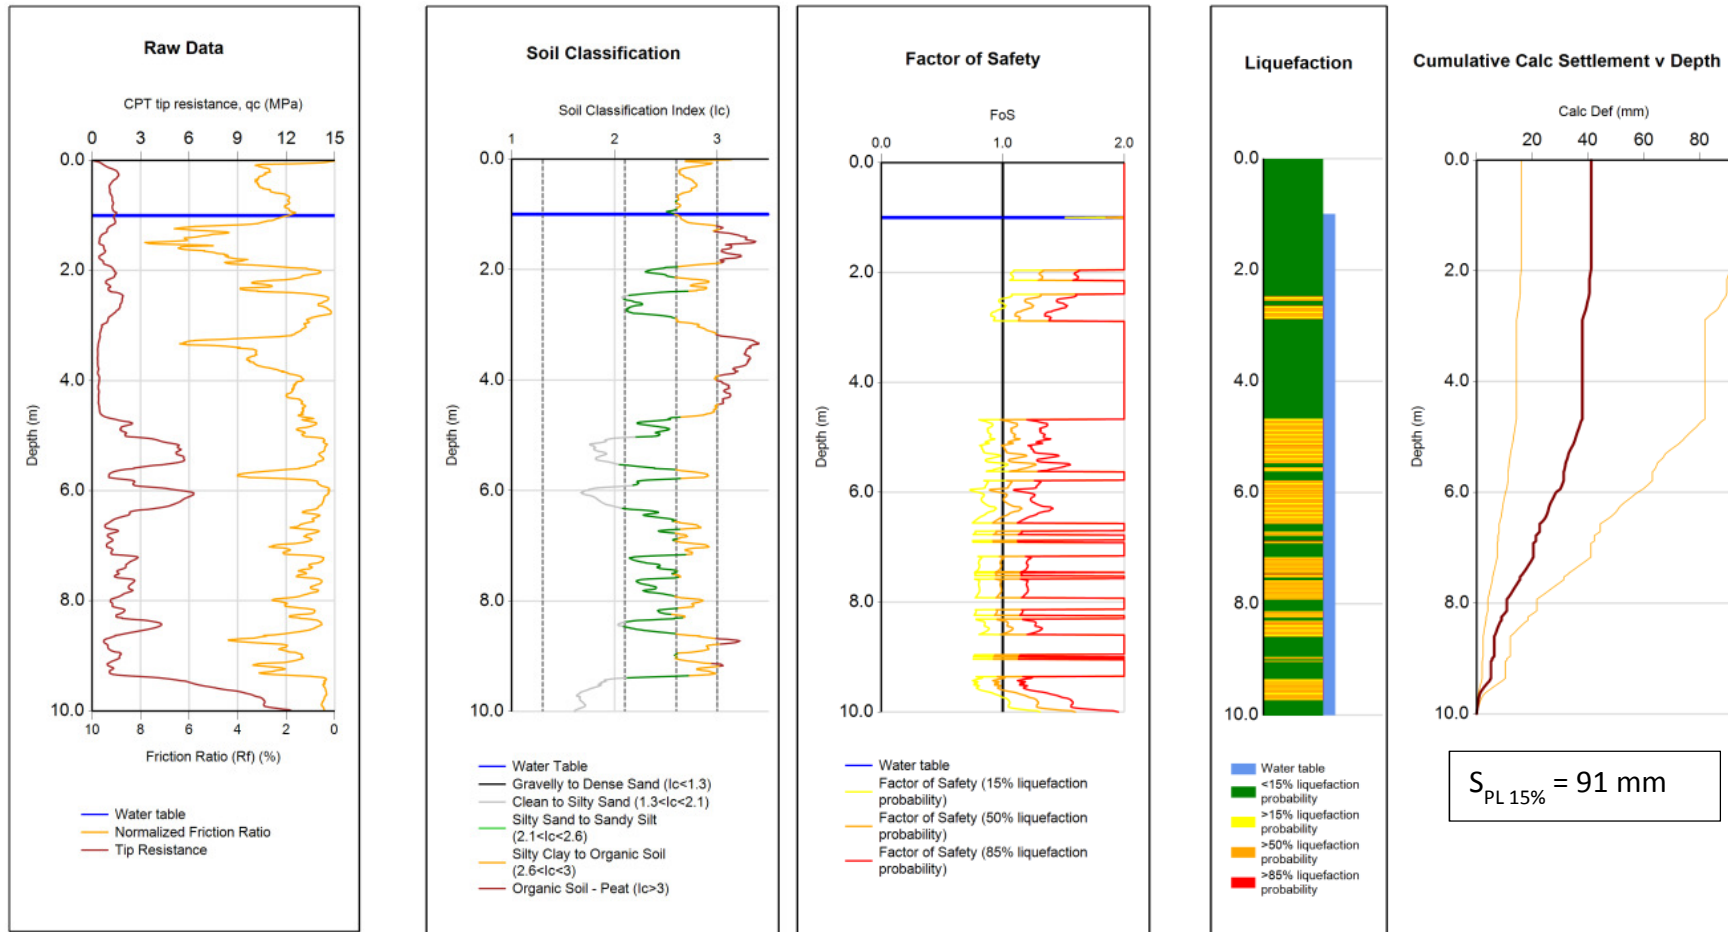 Raw Data
CPT tip resistance, qc (MPa)
0 3 6 9 12 15
0.0
2.0
4.0
6.0
8.0
10.0
Depth (m)
10 8 6 4 2 0
Friction Ratio (Rf) (%)
Water table
Normalized Friction Ratio
Tip Resistance
Soil Classification
Soil Classification Index (Ic)
1 2 3
0.0
2.0
4.0
6.0
8.0
10.0
Depth (m)
Water Table
Gravelly to Dense Sand (Ic<1.3)
Clean to Silty Sand (1.3<Ic<2.1)
Silty Sand to Sandy Silt
(2.1<Ic<2.6)
Silty Clay to Organic Soil
(2.6<Ic<3)
Organic Soil - Peat (Ic>3)
Factor of Safety
FoS
0.0 1.0 2.0
0.0
2.0
4.0
6.0
8.0
10.0
Depth (m)
Water table
Factor of Safety (15% liquefaction
probability)
Factor of Safety (50% liquefaction
probability)
Factor of Safety (85% liquefaction
probability)
Liquefaction
0.0
2.0
4.0
6.0
8.0
10.0
Water table
<15% liquefaction
probability
>15% liquefaction
probability
>50% liquefaction
probability
>85% liquefaction
probability
Cumulative Calc Settlement v Depth
Calc Def (mm)
20 40 60 80
0.0
2.0
4.0
6.0
8.0
10.0
Depth (m)
S PL 15% = 91 mm